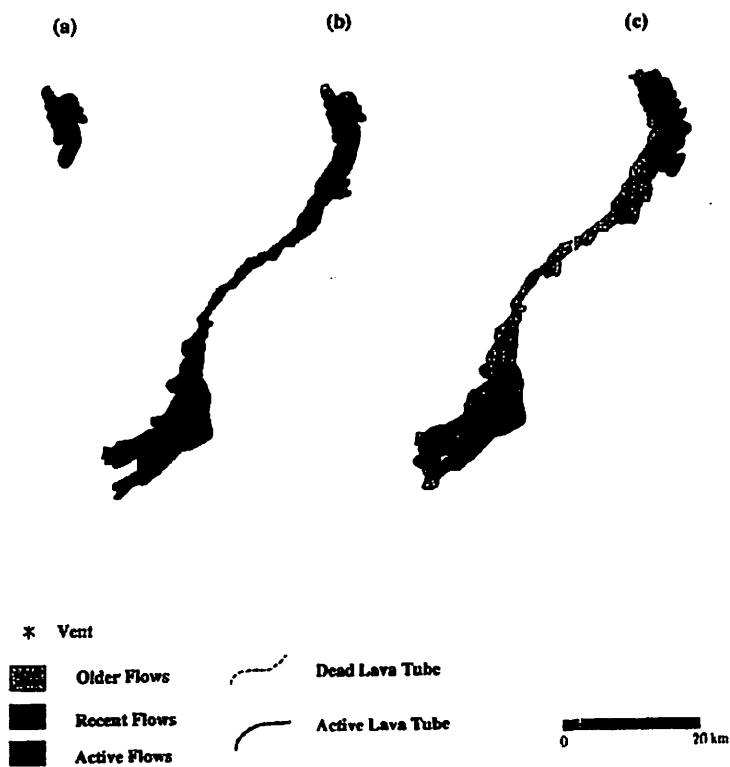 (a)
(b)
(c)
* Vent
Older Flows
Recent Flows
Active Flows
Dead Lava Tube
Active Lava Tube
0
20 km